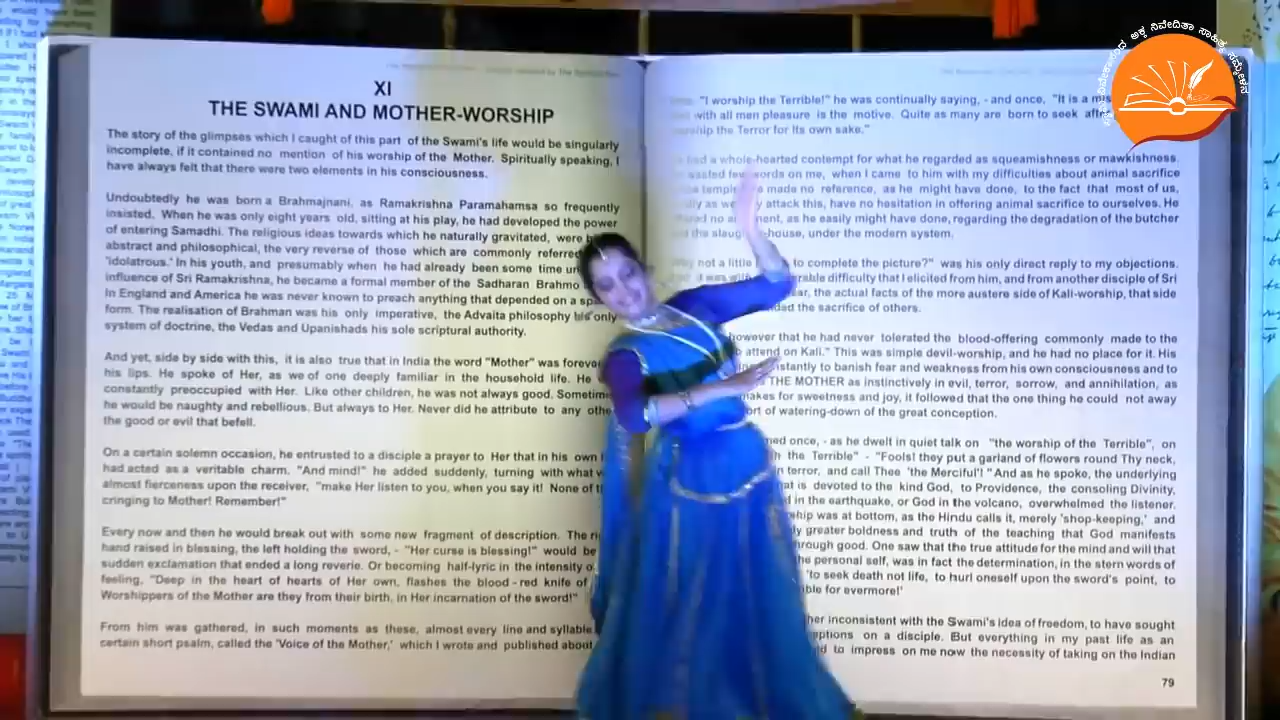 ಅಕ್ಕ ನಿವೇದಿತಾ ಸಾಹಿತ್ಯ ಸಮ್ಮೇಳನ
XI
THE SWAMI AND MOTHER-WORSHIP
The story of the glimpses which I caught of this part of the Swami's life would be singularly
incomplete, if it contained no mention of his worship of the Mother. Spiritually speaking, I
have always felt that there were two elements in his consciousness.
Undoubtedly he was born a Brahmajnani, as Ramakrishna Paramahamsa so frequently
insisted. When he was only eight years old, sitting at his play, he had developed the power
of entering Samadhi. The religious ideas towards which he naturally gravitated, were
abstract and philosophical, the very reverse of those which are commonly referred
'idolatrous.' In his youth, and presumably when he had already been some time
influence of Sri Ramakrishna, he became a formal member of the Sadharan Brahmo
In England and America he was never known to preach anything that depended on a
form. The realisation of Brahman was his only imperative, the Advaita philosophy his only
system of doctrine, the Vedas and Upanishads his sole scriptural authority.
And yet, side by side with this, it is also true that in India the word "Mother" was
his lips. He spoke of Her, as we of one deeply familiar in the household life. He
constantly preoccupied with Her. Like other children, he was not always good.
he would be naughty and rebellious. But always to Her. Never did he attribute to any
the good or evil that befell.
On a certain solemn occasion, he entrusted to a disciple a prayer to Her that in his own
had acted as a veritable charm. "And mind!" he added suddenly, turning with what
almost fierceness upon the receiver, "make Her listen to you, when you say it! None of
cringing to Mother! Remember!"
Every now and then he would break out with some new fragment of description. The
hand raised in blessing, the left holding the sword, - "Her curse is blessing!" would be
sudden exclamation that ended a long reverie. Or becoming half-lyric in the intensity
feeling, "Deep in the heart of hearts of Her own, flashes the blood - red knife of
Worshippers of the Mother are they from their birth, in Her incarnation of the sword!"
From him was gathered, in such moments as these, almost every line and syllable
certain short psalm, called the 'Voice of the Mother,' which I wrote and published about
"I worship the Terrible!" he was continually saying, - and once, "It is a
with all men pleasure is the motive. Quite as many are born to seek
the Terror for its own sake."
a whole-hearted contempt for what he regarded as squeamishness or mawkishness.
words on me, when I came to him with my difficulties about animal sacrifice
made no reference, as he might have done, to the fact that most of us,
attack this, have no hesitation in offering animal sacrifice to ourselves. He
no as he easily might have done, regarding the degradation of the butcher
house, under the modern system.
not a little to complete the picture?" was his only direct reply to my objections.
it was difficulty that I elicited from him, and from another disciple of Sri
the actual facts of the more austere side of Kali-worship, that side
the sacrifice of others.
however that he had never tolerated the blood-offering commonly made to the
attend on Kali." This was simple devil-worship, and he had no place for it. His
to banish fear and weakness from his own consciousness and to
THE MOTHER as instinctively in evil, terror, sorrow, and annihilation, as
makes for sweetness and joy, it followed that the one thing he could not away
of watering-down of the great conception.
once, - as he dwelt in quiet talk on "the worship of the Terrible", on
the Terrible" - "Fools! they put a garland of flowers round Thy neck,
in terror, and call Thee 'the Merciful'! "And as he spoke, the underlying
is devoted to the kind God, to Providence, the consoling Divinity,
in the earthquake, or God in the volcano, overwhelmed the listener.
was at bottom, as the Hindu calls it, merely 'shop-keeping,' and
greater boldness and truth of the teaching that God manifests
through good. One saw that the true attitude for the mind and will that
personal self, was in fact the determination, in the stern words of
'to seek death not life, to hurl oneself upon the sword's point, to
for evermore!'
inconsistent with the Swami's idea of freedom, to have sought
on a disciple. But everything in my past life as an
to impress on me now the necessity of taking on the Indian
79